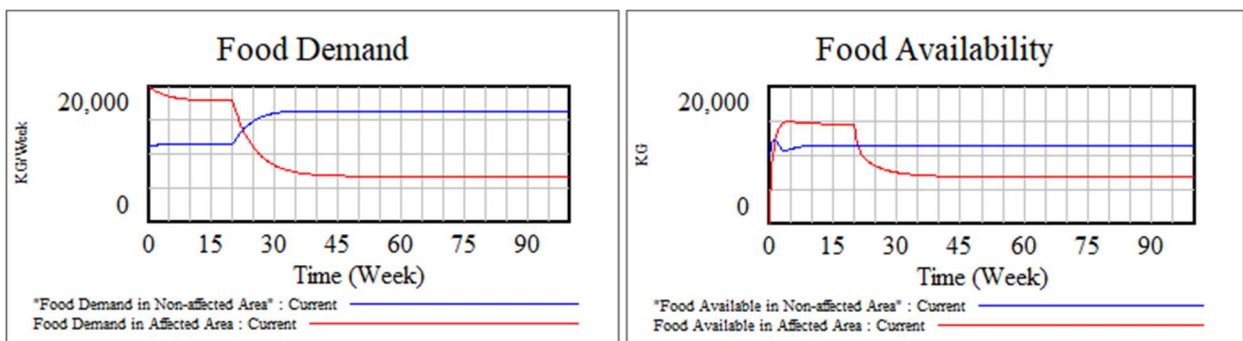 Food Demand
20,000
KG/Week
0
0 15 30 45 60 75 90
Time (Week)
"Food Demand in Non-affected Area" : Current
Food Demand in Affected Area : Current
Food Availability
20,000
KG
0
0 15 30 45 60 75 90
Time (Week)
"Food Available in Non-affected Area" : Current
Food Available in Affected Area : Current